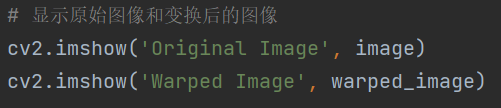 # 显示原始图像和变换后的图像
cv2.imshow('Original Image', image)
cv2.imshow('Warped Image', warped_image)